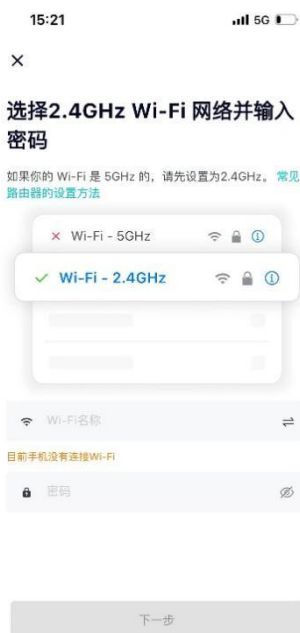 15:21
5G
选择2.4GHz Wi-Fi 网络并输入
密码
如果你的 Wi-Fi 是 5GHz 的，请先设置为2.4GHz。 常见
路由器的设置方法
Wi-Fi - 5GHz
Wi-Fi - 2.4GHz
Wi-Fi名称
目前手机没有连接Wi-Fi
密码
下一步